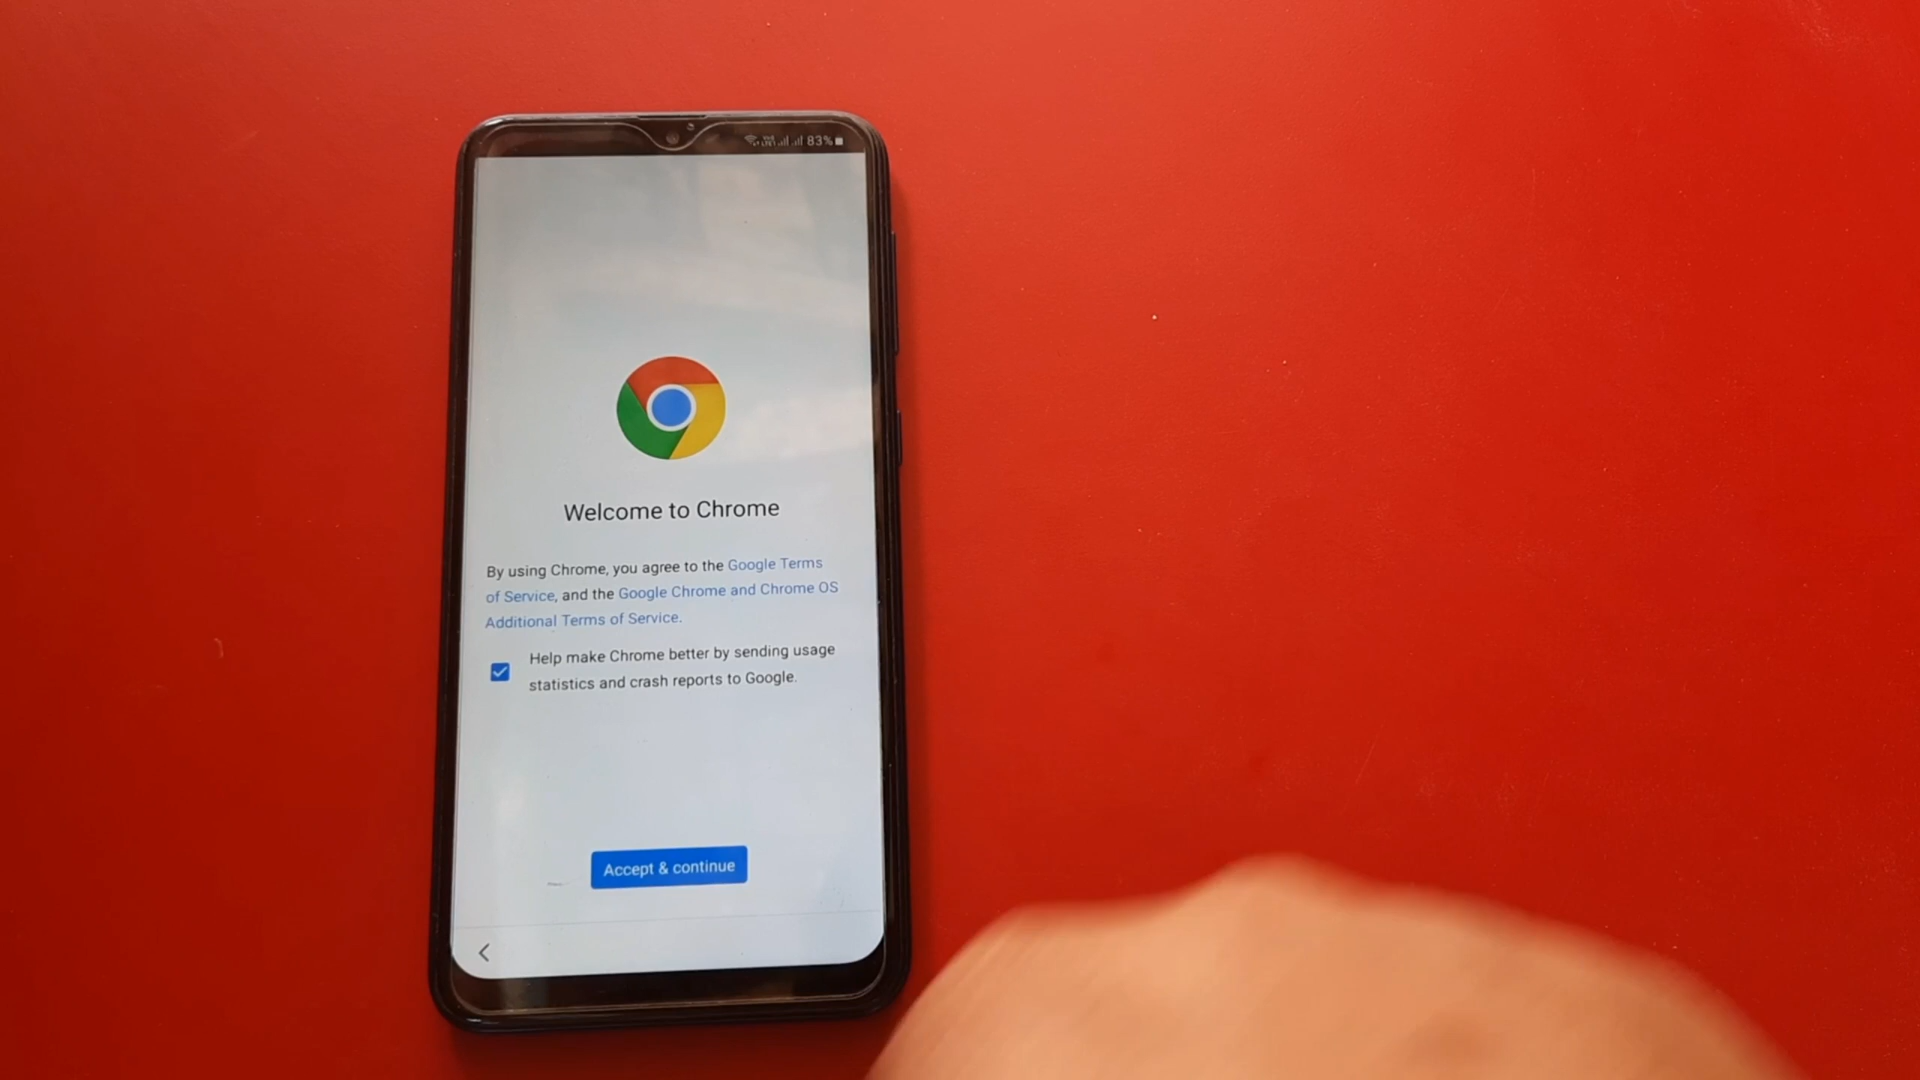 83%
Welcome to Chrome
By using Chrome, you agree to the Google Terms
of Service, and the Google Chrome and Chrome OS
Additional Terms of Service.
Help make Chrome better by sending usage
statistics and crash reports to Google.
Accept & continue